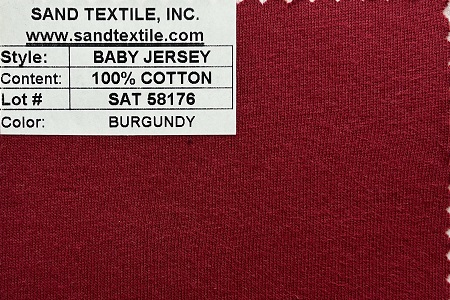 SAND TEXTILE, INC.
www.sandtextile.com
Style: BABY JERSEY
Content: 100% COTTON
Lot # SAT 58176
Color: BURGUNDY